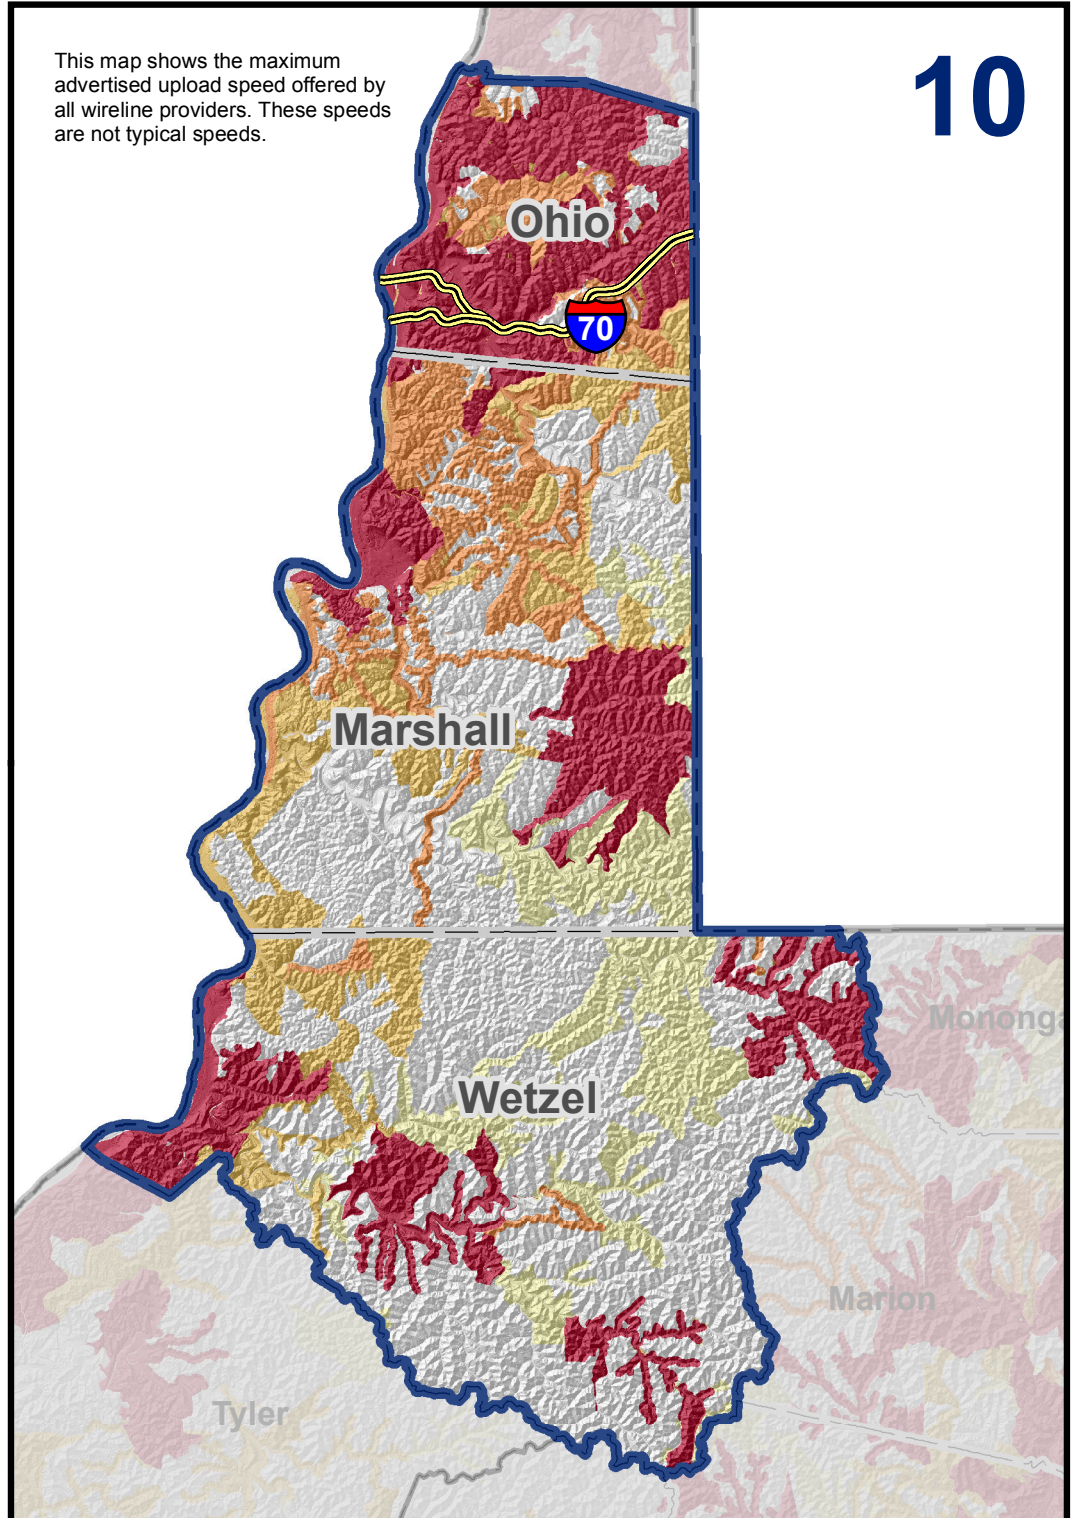 This map shows the maximum
advertised upload speed offered by
all wireline providers. These speeds
are not typical speeds.
10
Ohio
70
Marshall
Mononga
Wetzel
Marion
Tyler